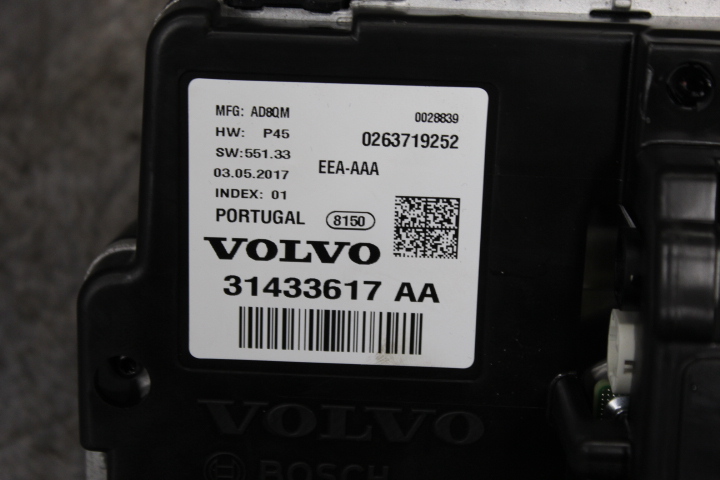 MFG: AD8QM 0028839
HW: P45 0263719252
SW:551.33 EEA-AAA
03.05.2017
INDEX: 01
PORTUGAL 8150
VOLVO
31433617 AA
VOLVO
BOSCH